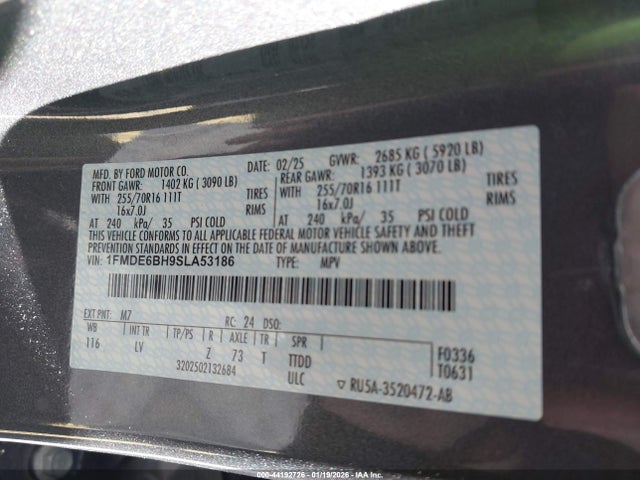 MFD. BY FORD MOTOR CO.
DATE: 02/25 GVWR: 2685 KG ( 5920 LB)
FRONT GAWR: 1402 KG ( 3090 LB) REAR GAWR: 1393 KG ( 3070 LB)
WITH 255/70R16 111T TIRES WITH 255/70R16 111T TIRES
16x7.0J RIMS 16x7.0J RIMS
AT 240 kPa/ 35 PSI COLD AT 240 kPa/ 35 PSI COLD
THIS VEHICLE CONFORMS TO ALL APPLICABLE FEDERAL MOTOR VEHICLE SAFETY AND THEFT
PREVENTION STANDARDS IN EFFECT ON THE DATE OF MANUFACTURE SHOWN ABOVE.
VIN: 1FMDE6BH9SLA53186 TYPE: MPV
EXT PNT: M7 RC: 24 DSO:
WB INT TR TP/PS R AXLE TR SPR
116 LV Z 73 T TTDD F0336
3202502132684 ULC T0631
▽ RU5A-3520472-AB
000-44192726 - 01/19/2026 - IAA Inc.